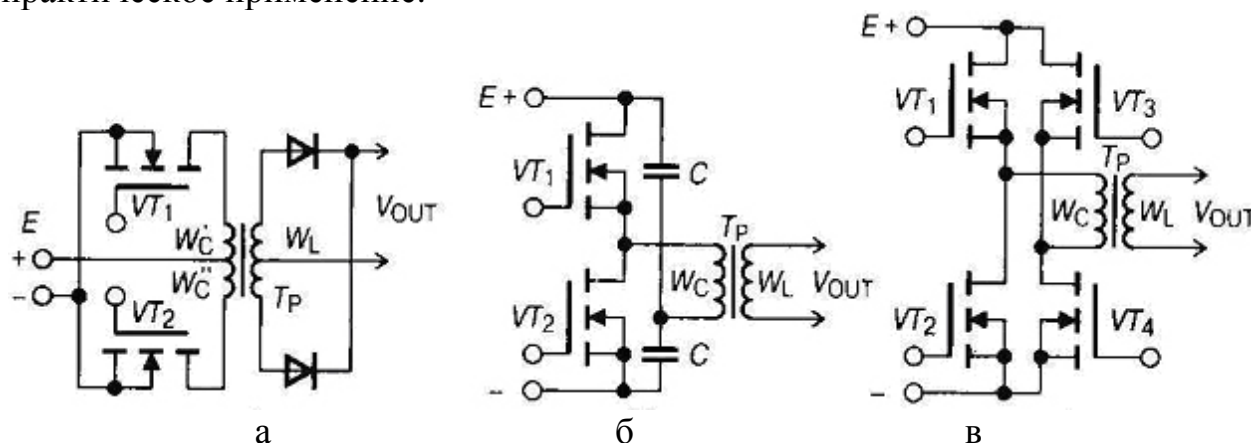 практическое применение.
E
+
-
VT1
VT2
W'C
W''C
WL
TP
VOUT
E+
VT1
VT2
C
C
TP
WC
WL
VOUT
-
E+
VT1
VT3
TP
WC
WL
VOUT
VT2
VT4
-
а б в